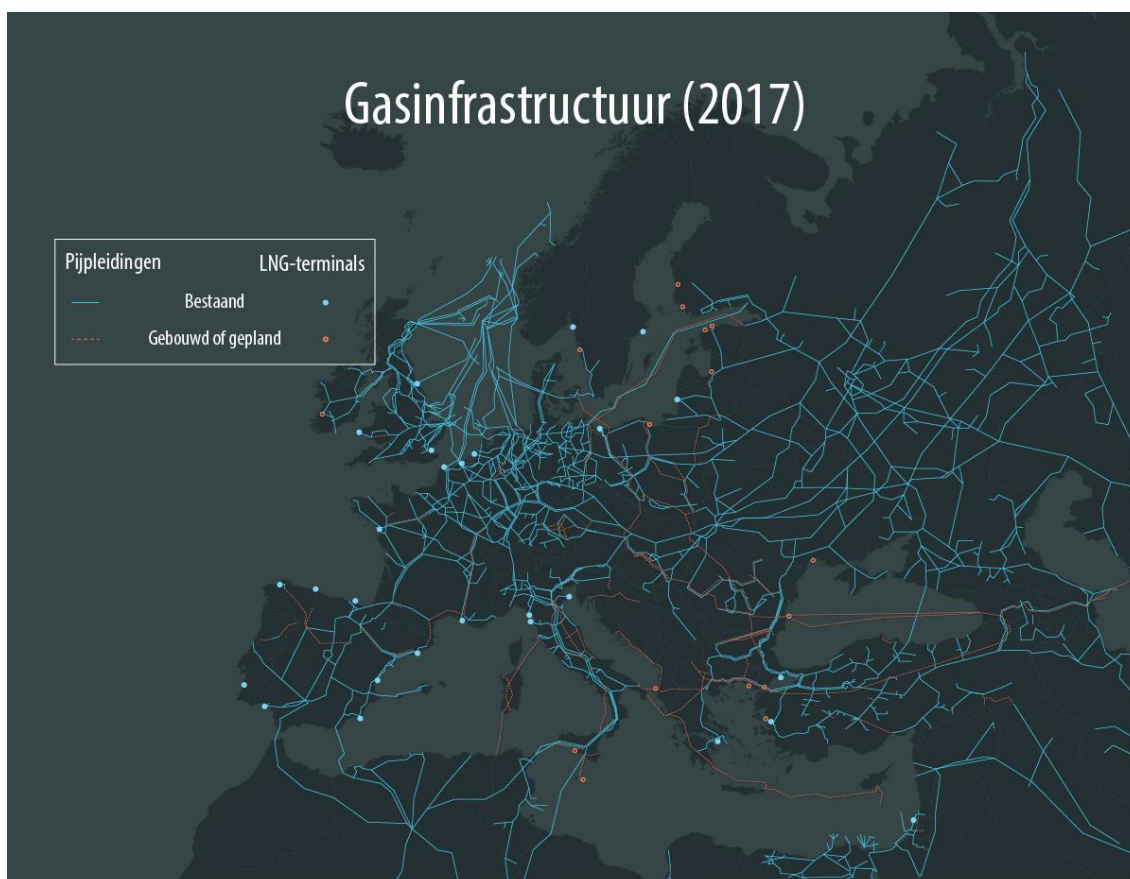 Gasinfrastructuur (2017)
Pijpleidingen LNG-terminals
Bestaand
Gebouwd of gepland